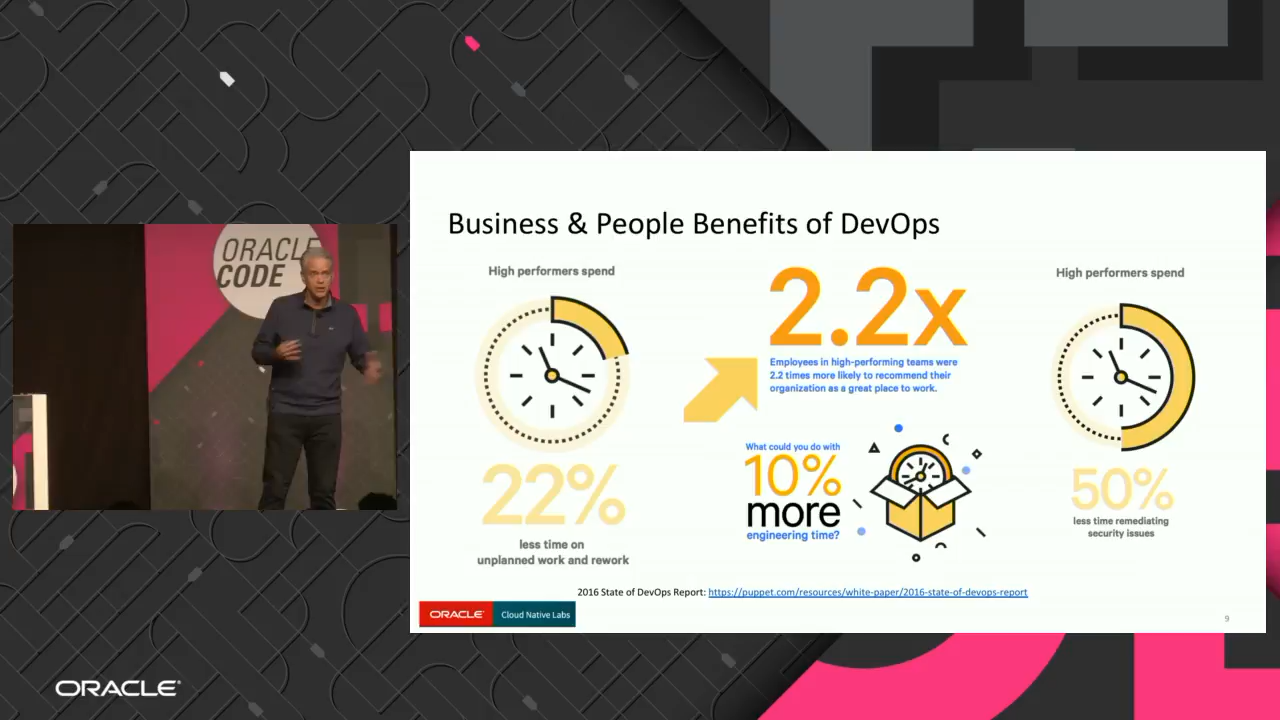 ORACLE
CODE
Business & People Benefits of DevOps
High performers spend
22%
less time on
unplanned work and rework
2.2x
Employees in high-performing teams were
2.2 times more likely to recommend their
organization as a great place to work.
What could you do with
10%
more
engineering time?
High performers spend
50%
less time remediating
security issues
2016 State of DevOps Report: https://puppet.com/resources/white-paper/2016-state-of-devops-report
ORACLE Cloud Native Labs
9
ORACLE